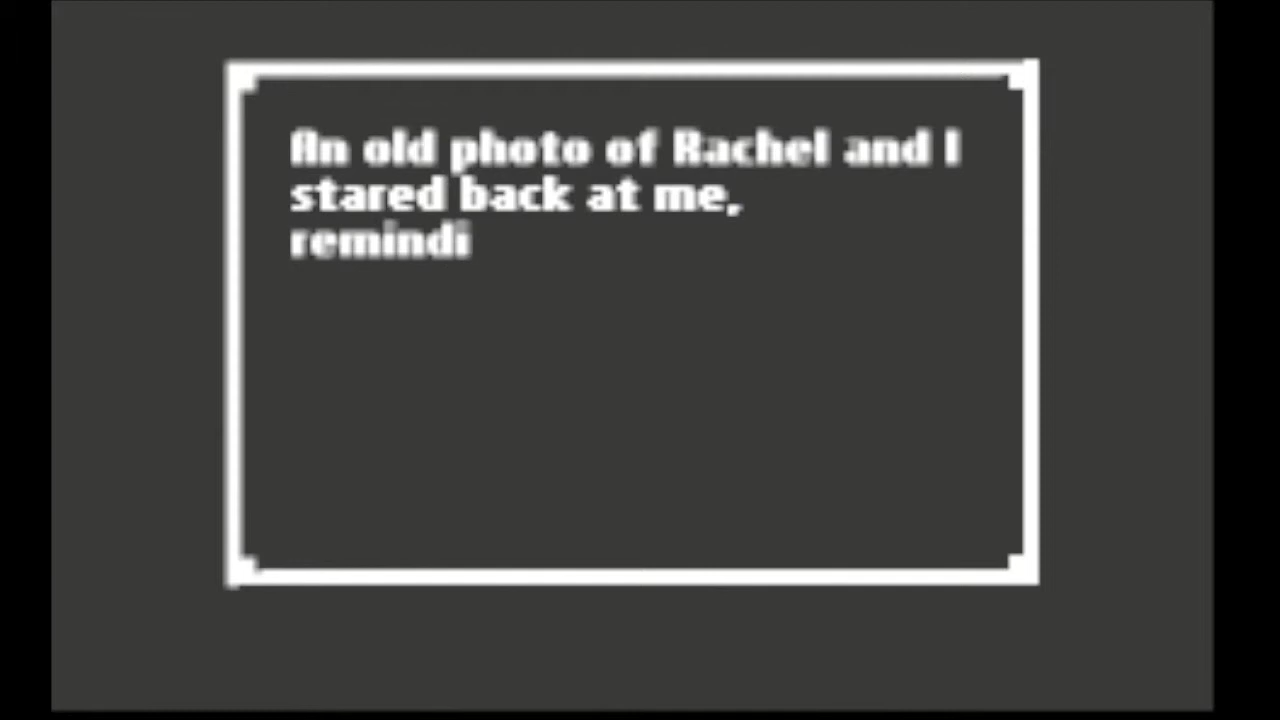 An old photo of Rachel and I
stared back at me,
remindi